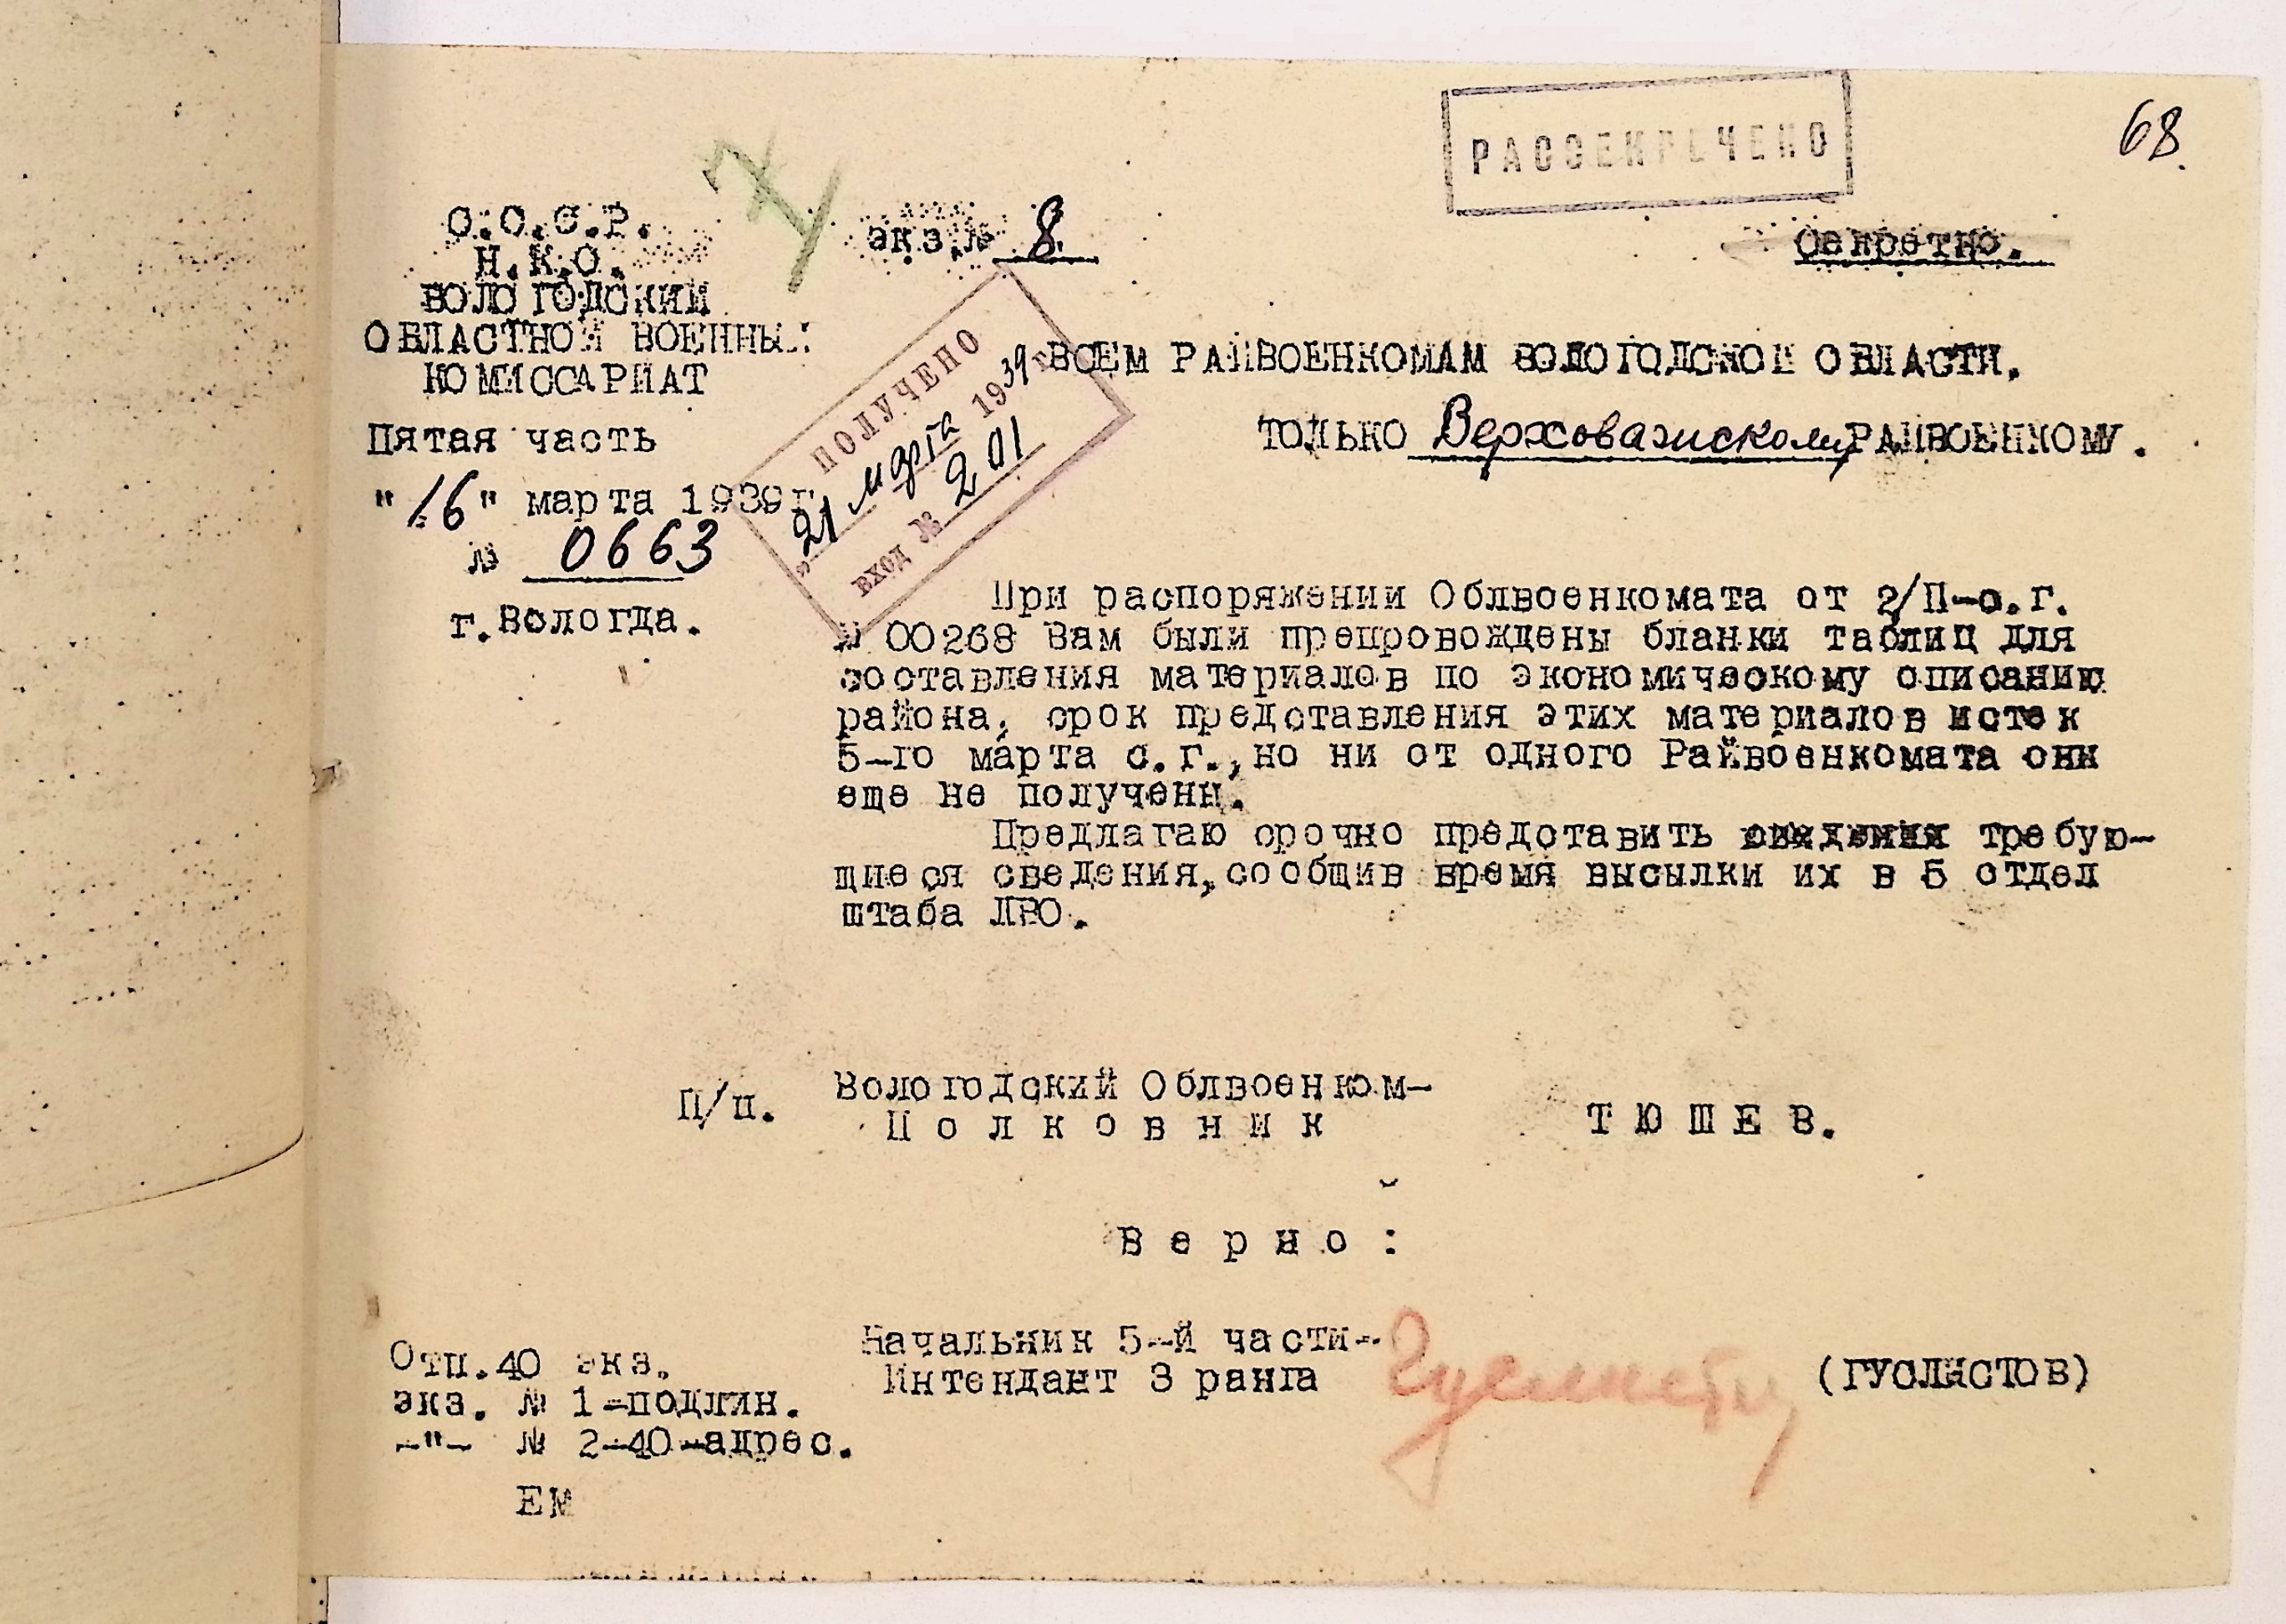 68
РАССЕКРЕЧЕНО
Секретно.
экз.№ 8.
С.С.С.Р.
Н.К.О.
ВОЛОГОДСКИЙ
ОБЛАСТНОЙ ВОЕННЫЙ
КОМИССАРИАТ
Пятая часть
"16" марта 1939г.
№ 0663
г.Вологда.
ПОЛУЧЕНО
"21" марта 1939 г.
ВХОД № 201
ВСЕМ РАЙВОЕНКОМАМ ВОЛОГОДСКОЙ ОБЛАСТИ.
ТОЛЬКО Верховажскому РАЙВОЕНКОМУ.
При распоряжении Облвоенкомата от 2/П-с.г.
№ 00268 Вам были препровождены бланки таблиц для
составления материалов по экономическому описанию
района, срок представления этих материалов истек
5-го марта с.г.,но ни от одного Райвоенкомата они
еще не получены.
Предлагаю срочно представить сведения требую-
щиеся сведения,сообщив время высылки их в 5 отдел
штаба ЛВО.
П/п. Вологодский Облвоенком-
Полковник ТЮШЕВ.
Верно:
Начальник 5-й части-
Интендант 3 ранга Гуслистов (ГУСЛИСТОВ)
Отп.40 экз.
экз. № 1-подлин.
-"- № 2-40-адрес.
ЕМ